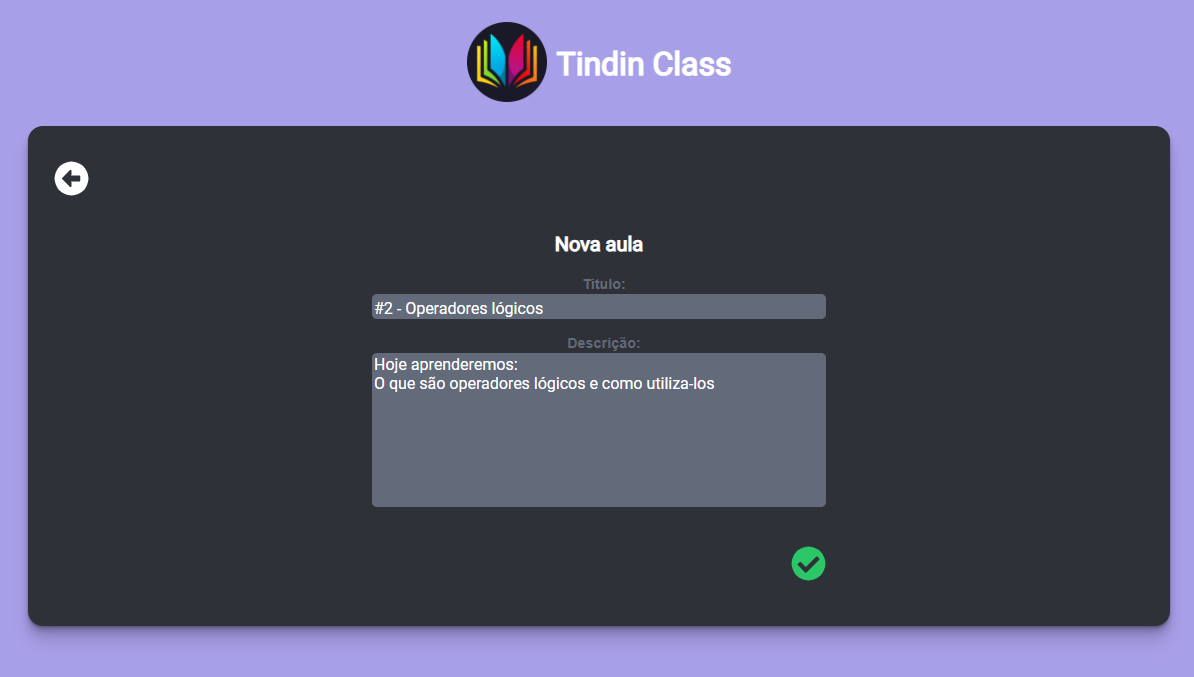 Tindin Class
Nova aula
Título:
#2 - Operadores lógicos
Descrição:
Hoje aprenderemos:
O que são operadores lógicos e como utiliza-los